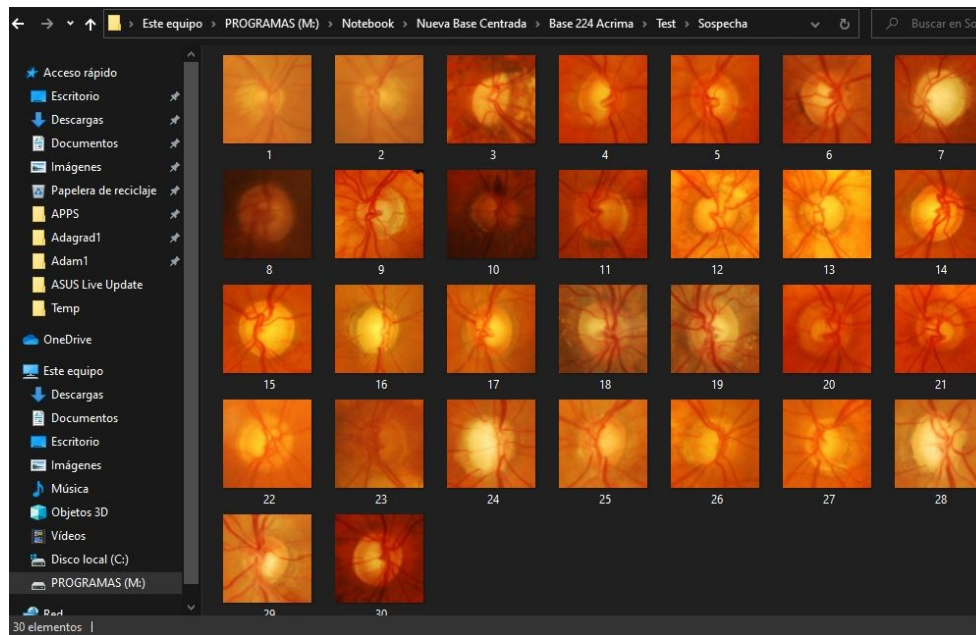 Este equipo > PROGRAMAS (M:) > Notebook > Nueva Base Centrada > Base 224 Acrima > Test > Sospecha
Buscar en So
Acceso rápido
Escritorio
Descargas
Documentos
Imágenes
Papelera de reciclaje
APPS
Adagrad1
Adam1
ASUS Live Update
Temp
OneDrive
Este equipo
Descargas
Documentos
Escritorio
Imágenes
Música
Objetos 3D
Vídeos
Disco local (C:)
PROGRAMAS (M:)
Red
1 2 3 4 5 6 7
8 9 10 11 12 13 14
15 16 17 18 19 20 21
22 23 24 25 26 27 28
29 30
30 elementos